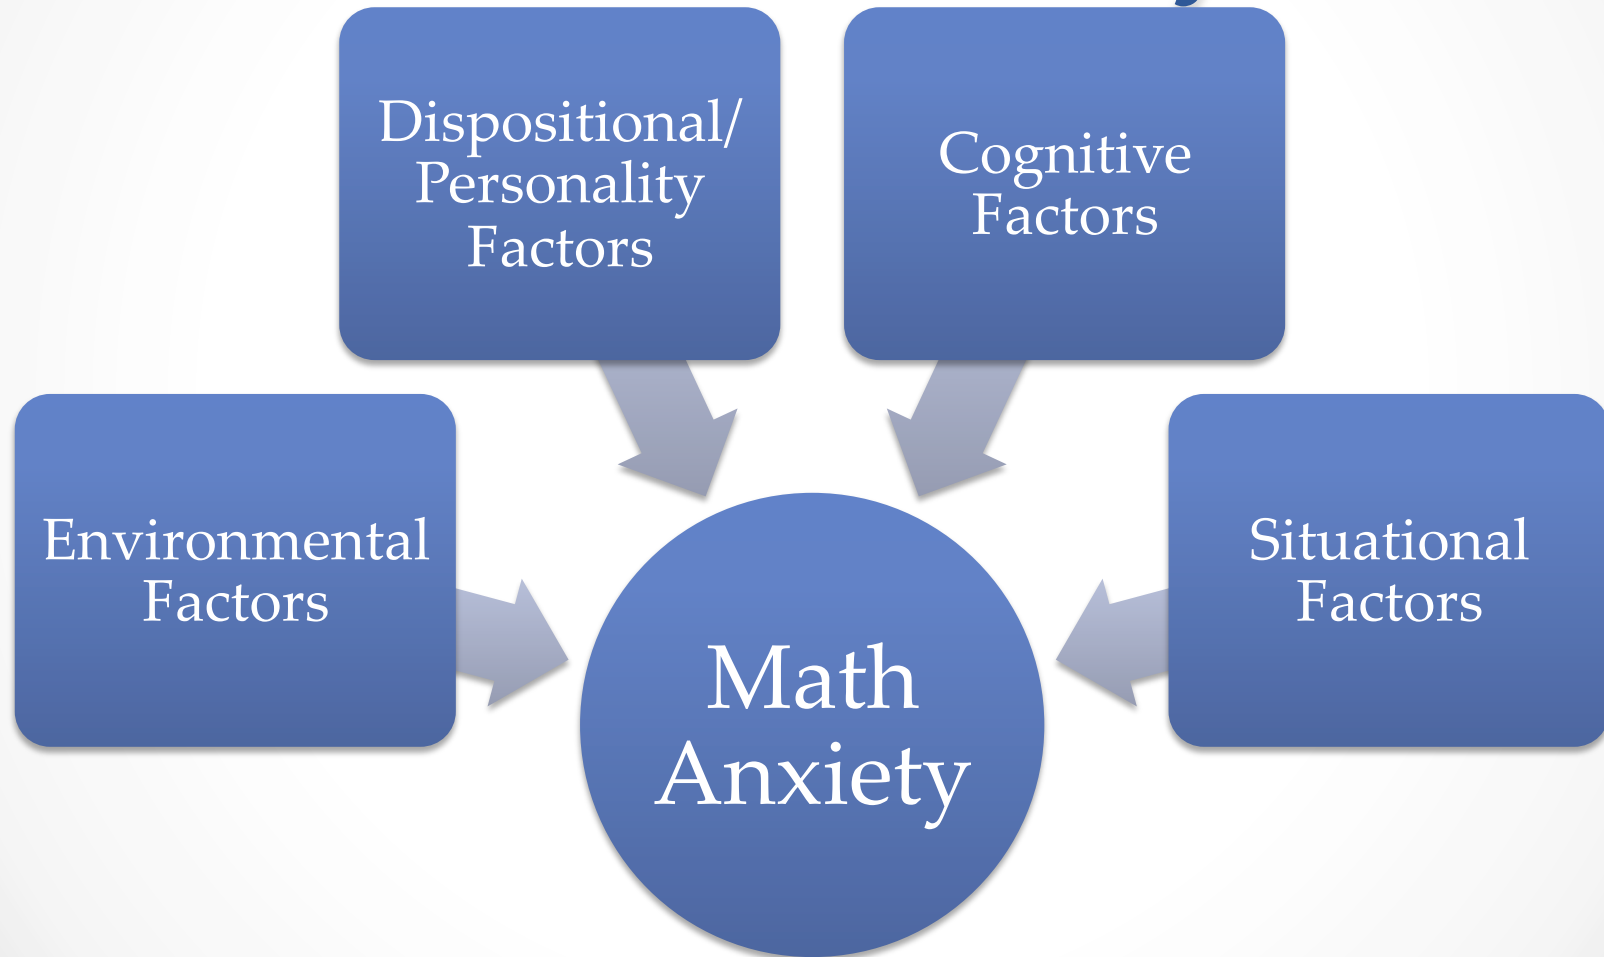 Dispositional/
Personality
Factors
Cognitive
Factors
Environmental
Factors
Situational
Factors
Math
Anxiety